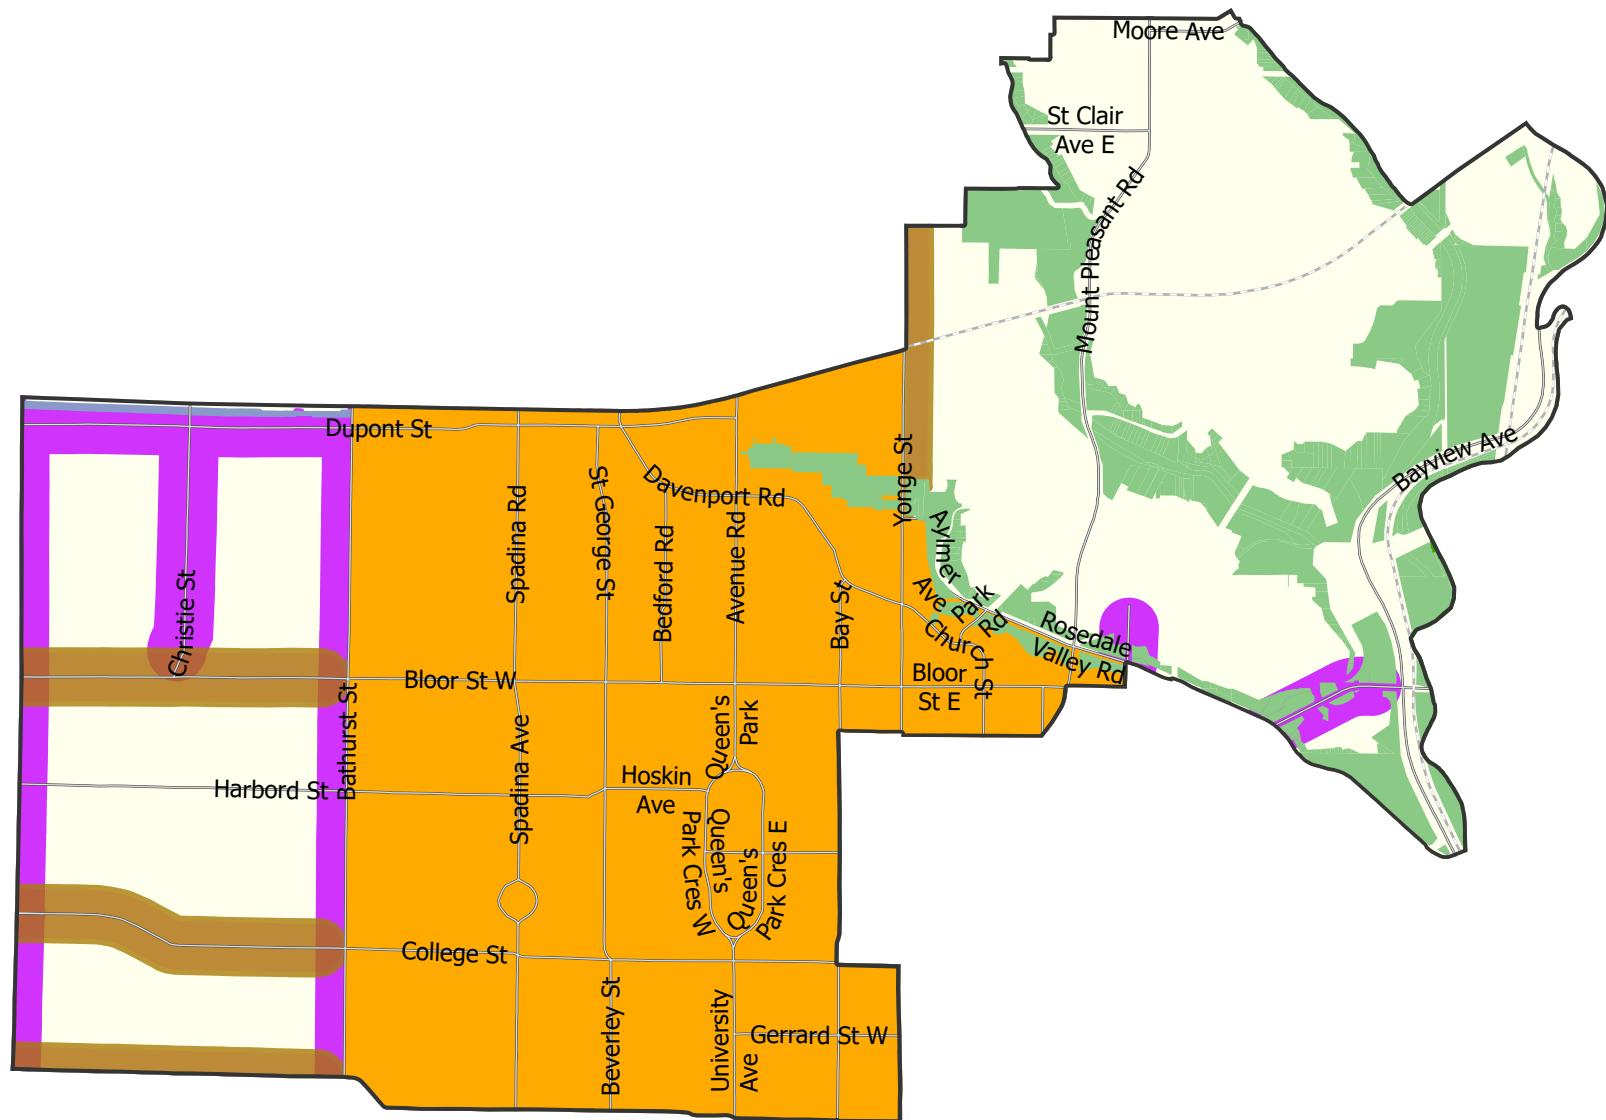 Moore Ave
St Clair
Ave E
Mount Pleasant Rd
Bayview Ave
Dupont St
Davenport Rd
Yonge St
Spadina Rd
St George St
Bedford Rd
Avenue Rd
Aylmer
Ave
Park
Rd
Rosedale
Valley Rd
Christie St
Bay St
Church St
Bloor St W
Bloor
St E
Bathurst St
Spadina Ave
Queen's
Park
Harbord St
Hoskin
Ave
Queen's
Park Cres W
Queen's
Park Cres E
College St
Beverley St
University
Ave
Gerrard St W